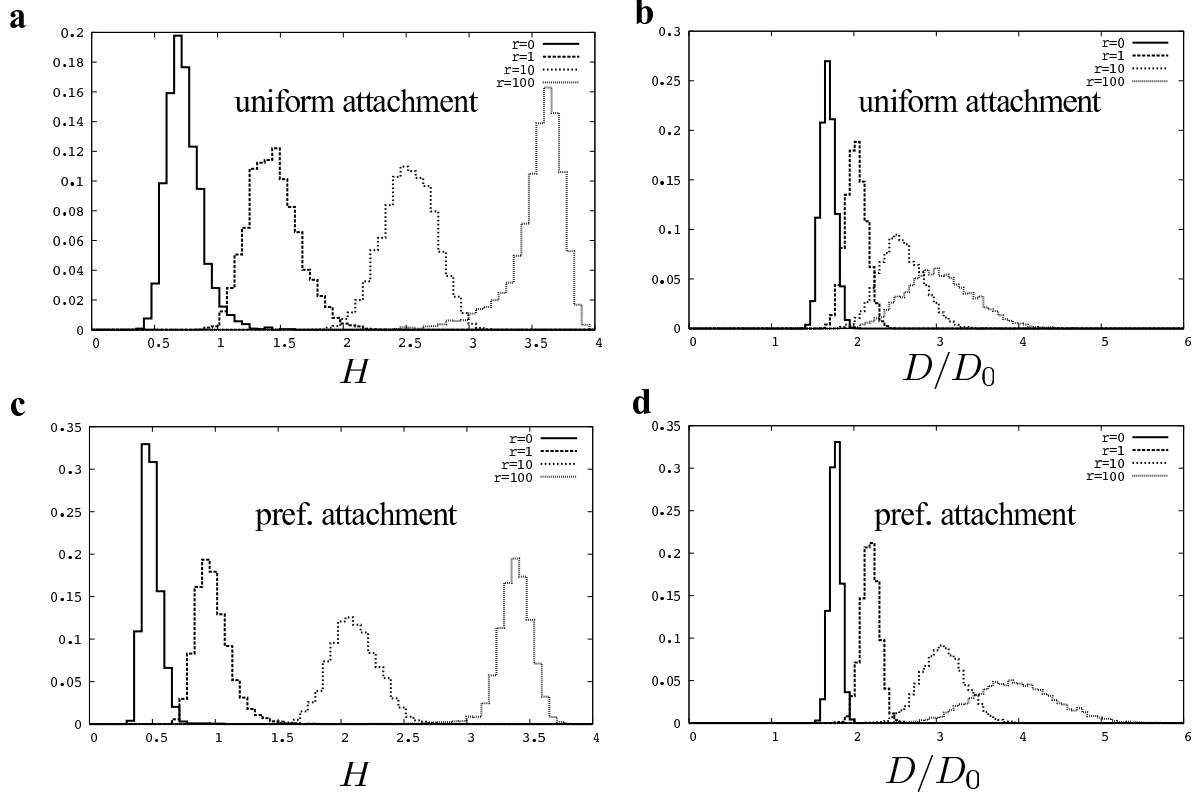 a
0.2
0.18
0.16
0.14
0.12
0.1
0.08
0.06
0.04
0.02
0
r=0
r=1
r=10
r=100
uniform attachment
0 0.5 1 1.5 2 2.5 3 3.5 4
H
b
0.3
0.25
0.2
0.15
0.1
0.05
0
r=0
r=1
r=10
r=100
uniform attachment
0 1 2 3 4 5 6
D/D₀
c
0.35
0.3
0.25
0.2
0.15
0.1
0.05
0
r=0
r=1
r=10
r=100
pref. attachment
0 0.5 1 1.5 2 2.5 3 3.5 4
H
d
0.35
0.3
0.25
0.2
0.15
0.1
0.05
0
r=0
r=1
r=10
r=100
pref. attachment
0 1 2 3 4 5 6
D/D₀